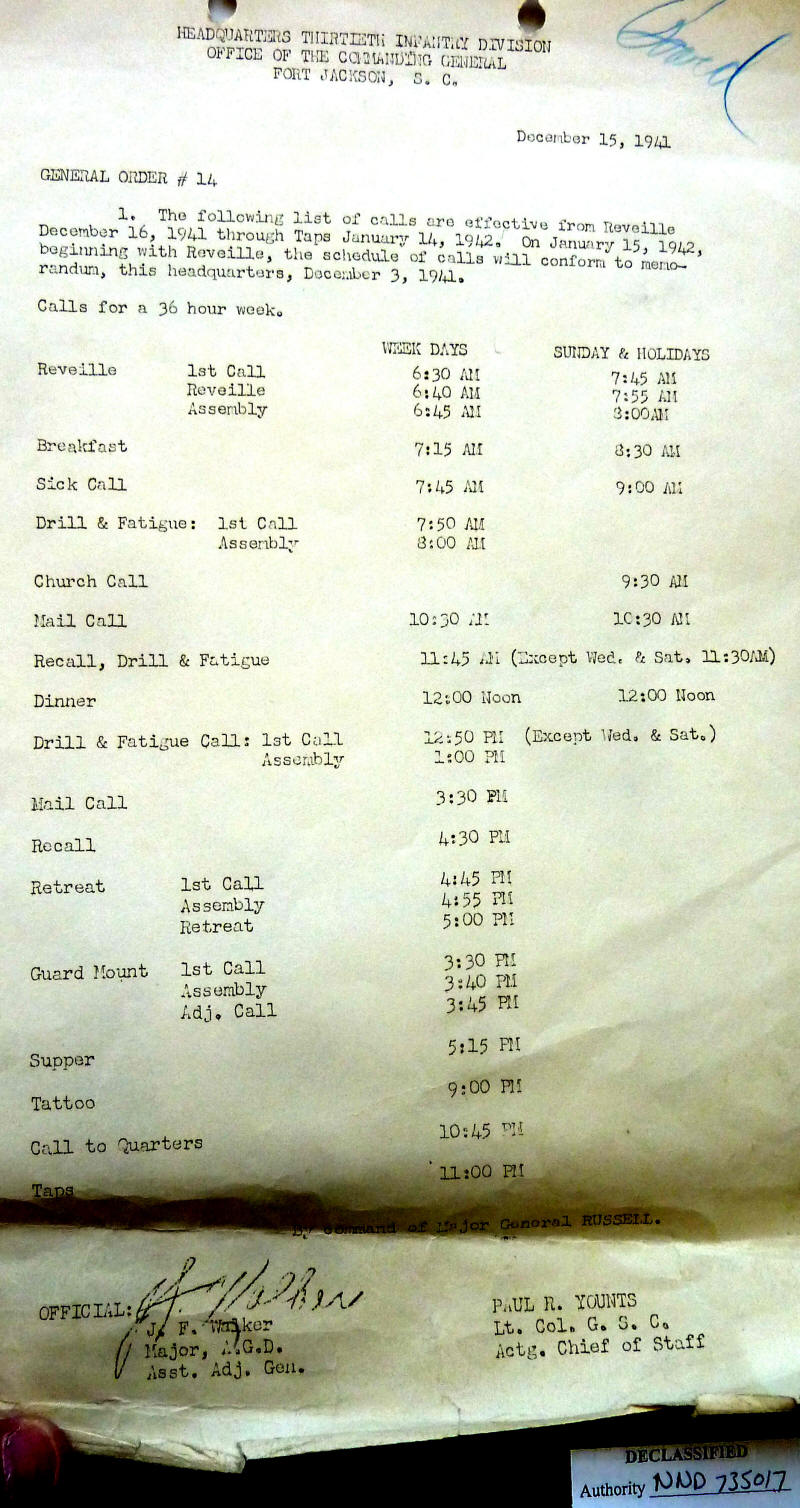 Board
HEADQUARTERS THIRTIETH INFANTRY DIVISION
OFFICE OF THE COMMANDING GENERAL
FORT JACKSON, S. C.
December 15, 1941
GENERAL ORDER # 14
1. The following list of calls are effective from Reveille
December 16, 1941 through Taps January 14, 1942. On January 15, 1942,
beginning with Reveille, the schedule of calls will conform to memo-
randum, this headquarters, December 3, 1941.
Calls for a 36 hour week.
WEEK DAYS SUNDAY & HOLIDAYS
Reveille 1st Call 6:30 AM 7:45 AM
Reveille 6:40 AM 7:55 AM
Assembly 6:45 AM 8:00AM
Breakfast 7:15 AM 8:30 AM
Sick Call 7:45 AM 9:00 AM
Drill & Fatigue: 1st Call 7:50 AM
Assembly 8:00 AM
Church Call 9:30 AM
Mail Call 10:30 AM 10:30 AM
Recall, Drill & Fatigue 11:45 AM (Except Wed. & Sat. 11:30AM)
Dinner 12:00 Noon 12:00 Noon
Drill & Fatigue Call: 1st Call 12:50 PM (Except Wed. & Sat.)
Assembly 1:00 PM
Mail Call 3:30 PM
Recall 4:30 PM
Retreat 1st Call 4:45 PM
Assembly 4:55 PM
Retreat 5:00 PM
Guard Mount 1st Call 3:30 PM
Assembly 3:40 PM
Adj. Call 3:45 PM
Supper 5:15 PM
Tattoo 9:00 PM
Call to Quarters 10:45 PM
Taps 11:00 PM
By Command of Major General RUSSELL.
OFFICIAL: J. F. Walker
J. F. Walker
Major, A.G.D.
Asst. Adj. Gen.
PAUL R. YOUNTS
Lt. Col. G. S. C.
Actg. Chief of Staff
DECLASSIFIED
Authority NND 735017